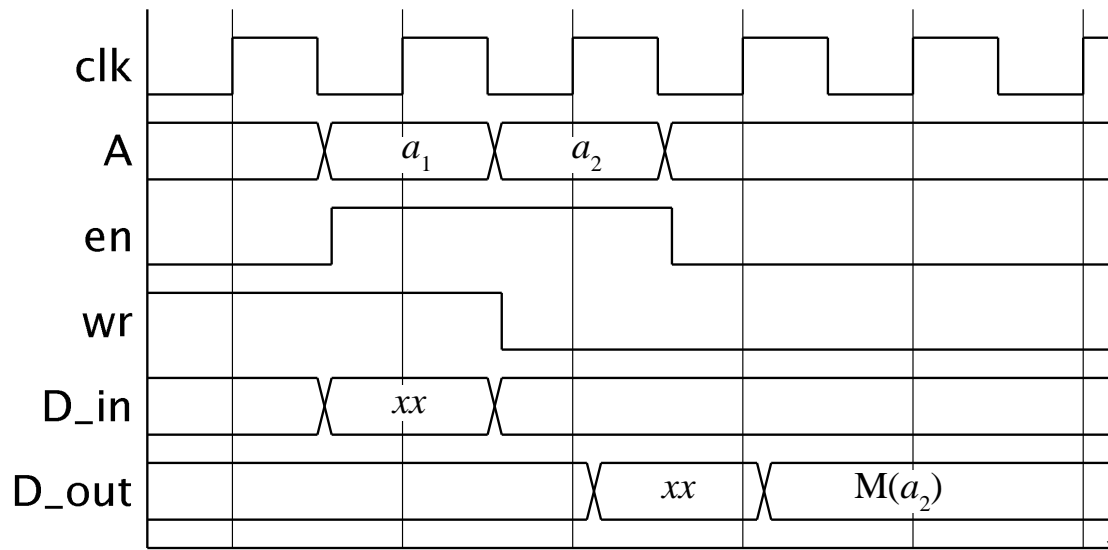 clk
A a₁ a₂
en
wr
D_in xx
D_out xx M(a₂)